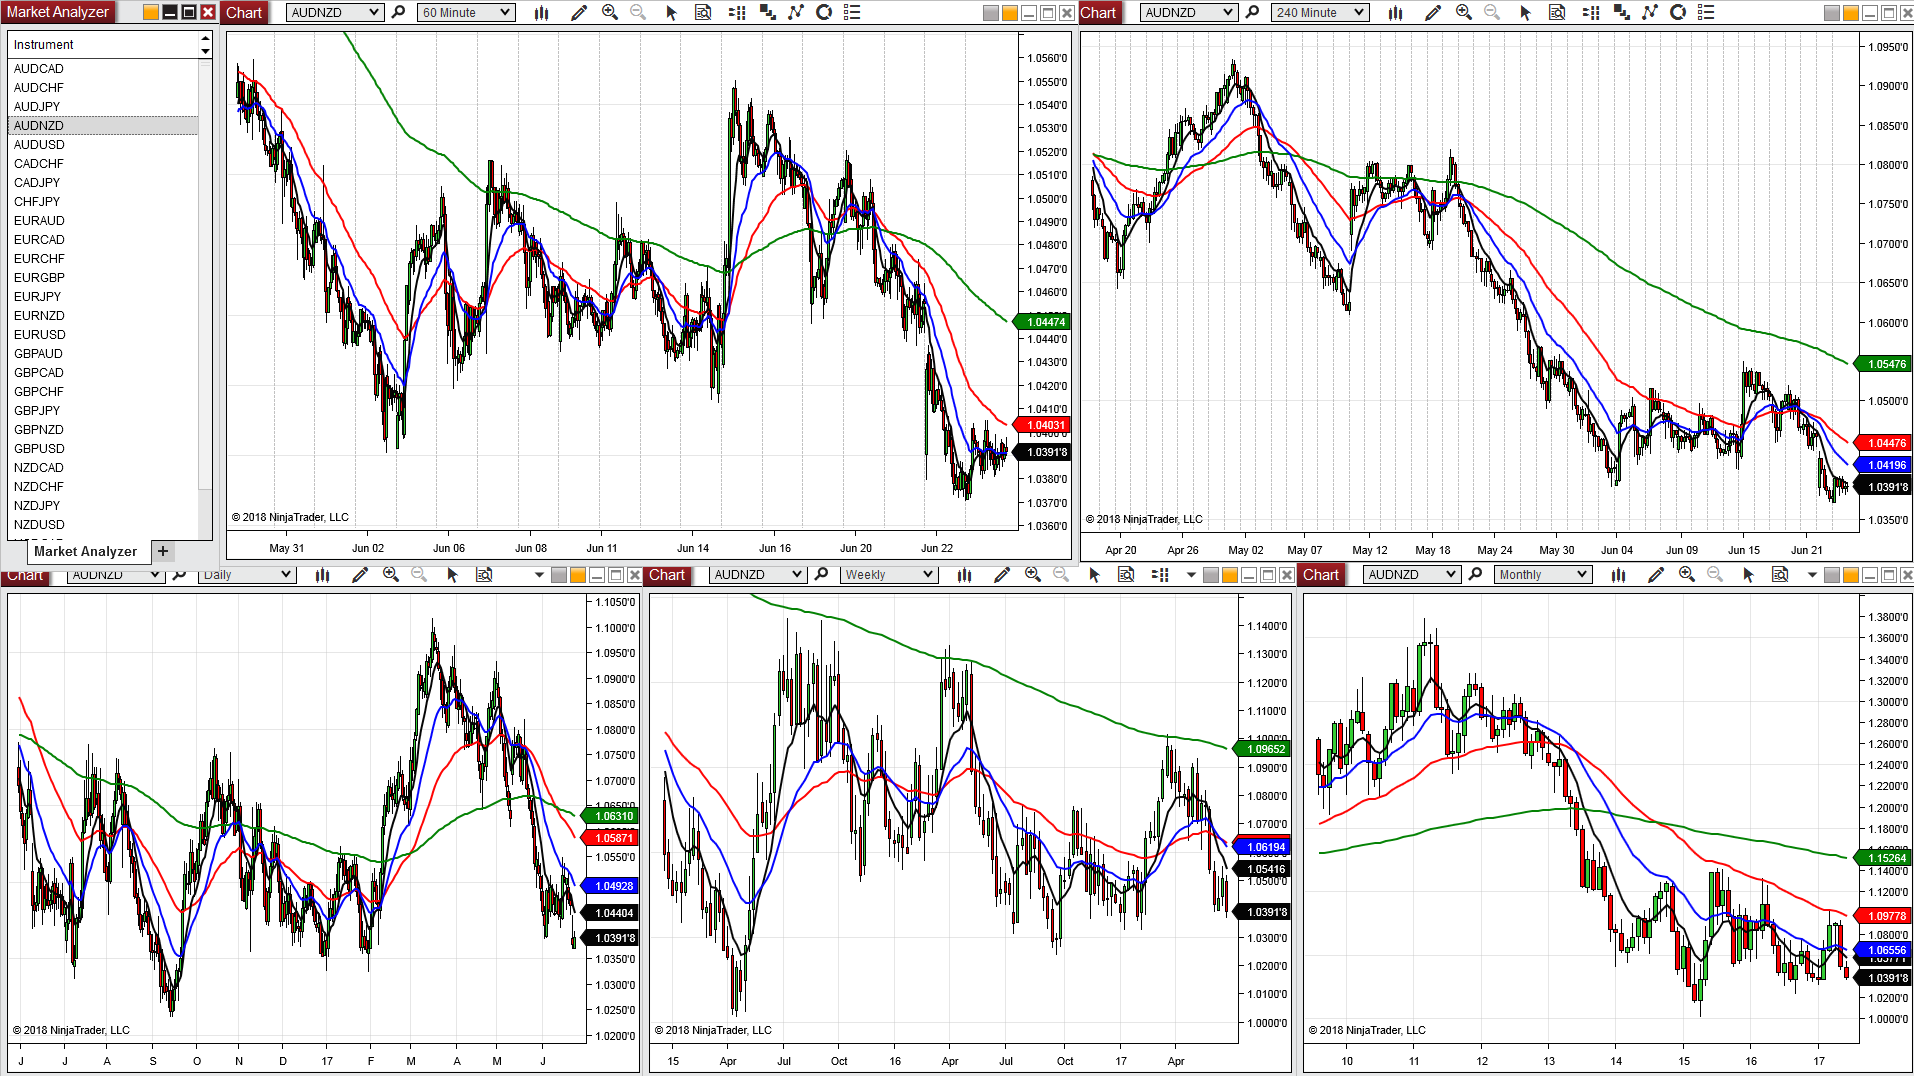 Market Analyzer
Instrument
AUDCAD
AUDCHF
AUDJPY
AUDNZD
AUDUSD
CADCHF
CADJPY
CHFJPY
EURAUD
EURCAD
EURCHF
EURGBP
EURJPY
EURNZD
EURUSD
GBPAUD
GBPCAD
GBPCHF
GBPJPY
GBPNZD
GBPUSD
NZDCAD
NZDCHF
NZDJPY
NZDUSD
Market Analyzer +
Chart AUDNZD 60 Minute
1.0560'0
1.0550'0
1.0540'0
1.0530'0
1.0520'0
1.0510'0
1.0500'0
1.0490'0
1.0480'0
1.0470'0
1.0460'0
1.04474
1.0440'0
1.0430'0
1.0420'0
1.0410'0
1.04031
1.0400'0
1.0391'8
1.0380'0
1.0370'0
1.0360'0
© 2018 NinjaTrader, LLC
May 31 Jun 02 Jun 06 Jun 08 Jun 11 Jun 14 Jun 16 Jun 20 Jun 22
Chart AUDNZD 240 Minute
1.0950'0
1.0900'0
1.0850'0
1.0800'0
1.0750'0
1.0700'0
1.0650'0
1.0600'0
1.05476
1.0500'0
1.04476
1.04196
1.0391'8
1.0350'0
© 2018 NinjaTrader, LLC
Apr 20 Apr 26 May 02 May 07 May 12 May 18 May 24 May 30 Jun 04 Jun 09 Jun 15 Jun 21
Chart AUDNZD Daily
1.1050'0
1.1000'0
1.0950'0
1.0900'0
1.0850'0
1.0800'0
1.0750'0
1.0700'0
1.0650'0
1.06310
1.05871
1.0550'0
1.04928
1.04404
1.0391'8
1.0350'0
1.0300'0
1.0250'0
1.0200'0
© 2018 NinjaTrader, LLC
J J A S O N D 17 F M A M J
Chart AUDNZD Weekly
1.1400'0
1.1300'0
1.1200'0
1.1100'0
1.1000'0
1.09652
1.0900'0
1.0800'0
1.0700'0
1.06194
1.05416
1.0500'0
1.0391'8
1.0300'0
1.0200'0
1.0100'0
1.0000'0
© 2018 NinjaTrader, LLC
15 Apr Jul Oct 16 Apr Jul Oct 17 Apr
Chart AUDNZD Monthly
1.3800'0
1.3600'0
1.3400'0
1.3200'0
1.3000'0
1.2800'0
1.2600'0
1.2400'0
1.2200'0
1.2000'0
1.1800'0
1.1600'0
1.15264
1.1400'0
1.1200'0
1.09778
1.0800'0
1.06556
1.0391'8
1.0200'0
1.0000'0
© 2018 NinjaTrader, LLC
10 11 12 13 14 15 16 17